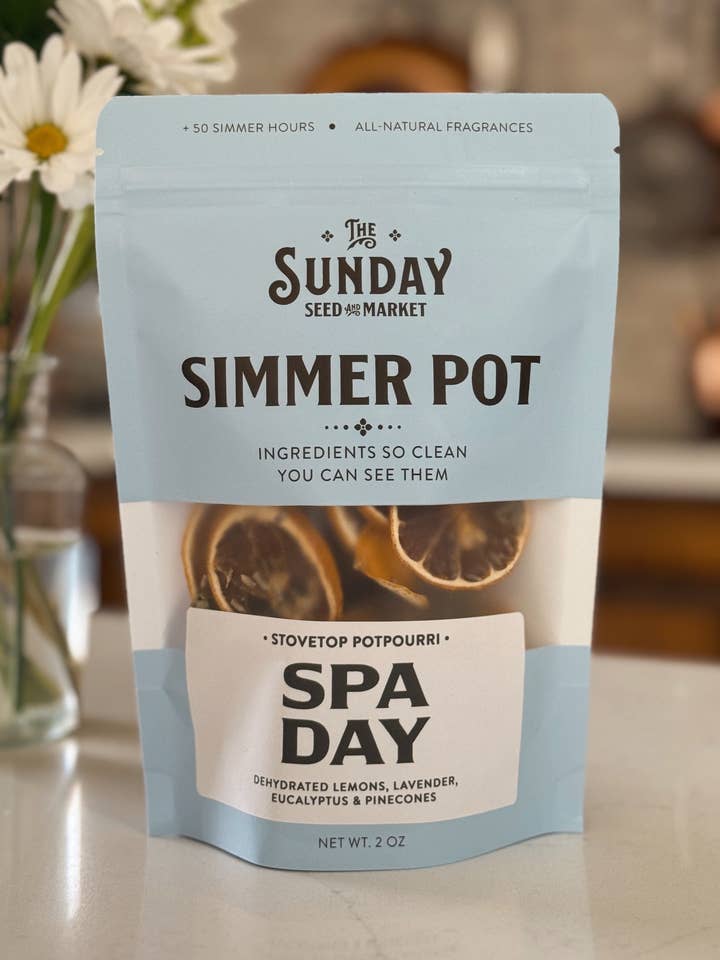 + 50 SIMMER HOURS • ALL-NATURAL FRAGRANCES
THE
SUNDAY
SEED AND MARKET
SIMMER POT
INGREDIENTS SO CLEAN
YOU CAN SEE THEM
• STOVETOP POTPOURRI •
SPA
DAY
DEHYDRATED LEMONS, LAVENDER,
EUCALYPTUS & PINECONES
NET WT. 2 OZ